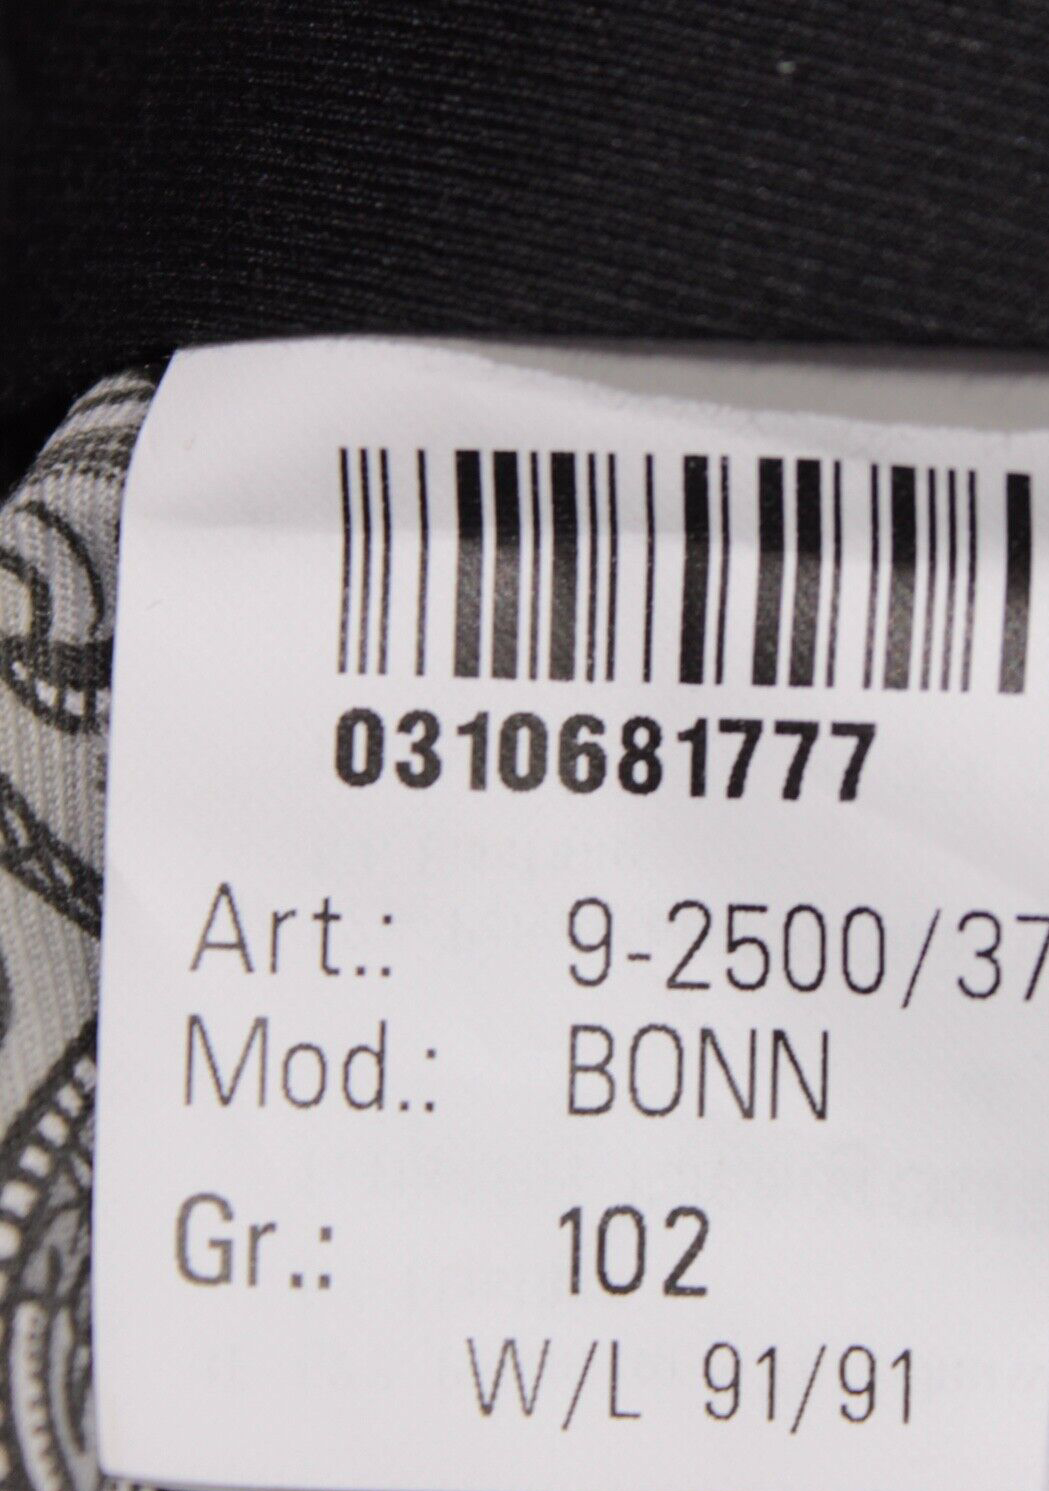 0310681777
Art.: 9-2500/37
Mod.: BONN
Gr.: 102
W/L 91/91